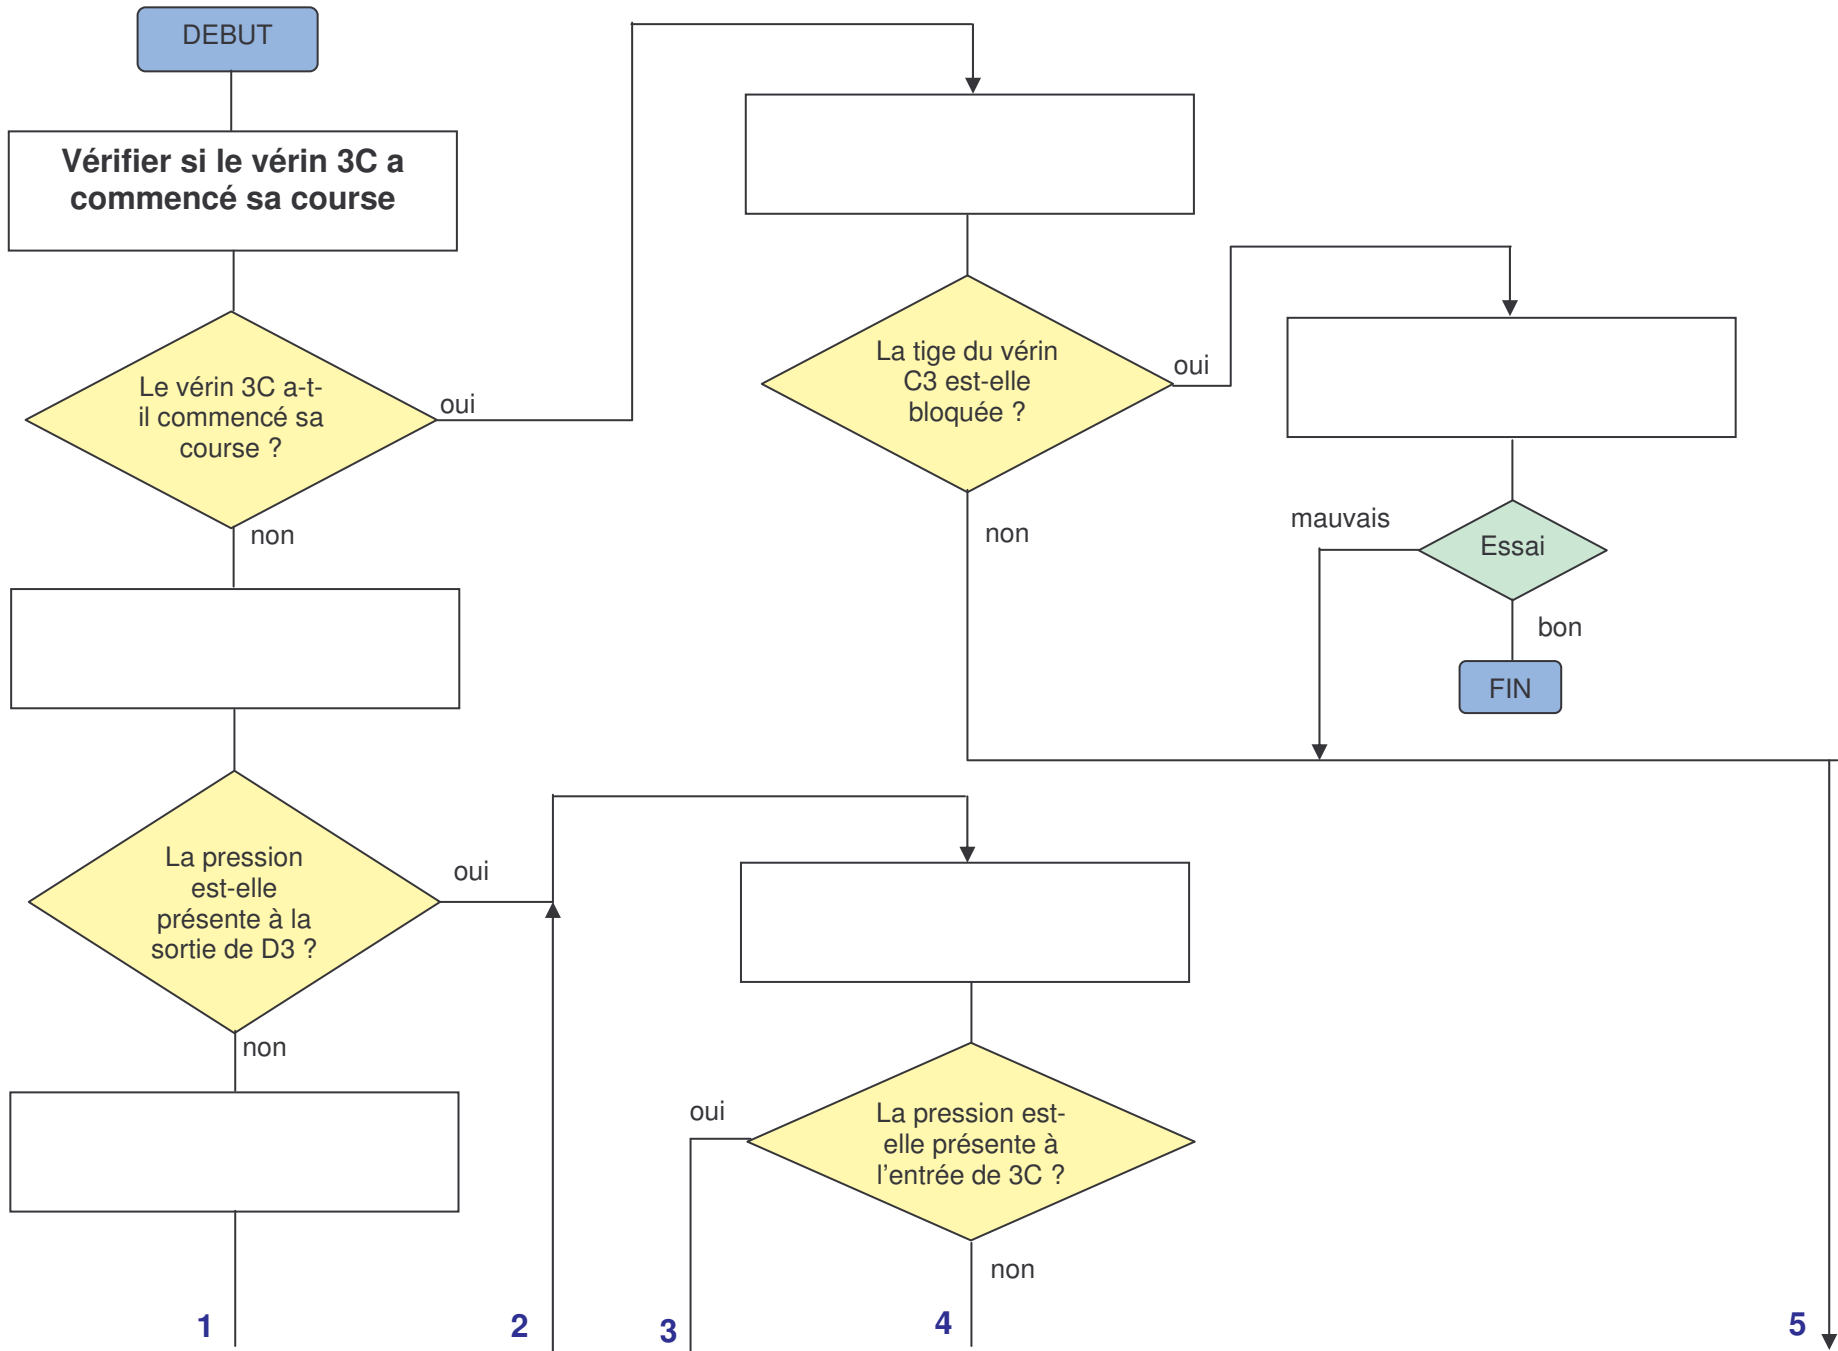 DEBUT
Vérifier si le vérin 3C a
commencé sa course
Le vérin 3C a-t-
il commencé sa
course ?
oui
non
La tige du vérin
C3 est-elle
bloquée ?
oui
non
mauvais
Essai
bon
FIN
La pression
est-elle
présente à la
sortie de D3 ?
oui
non
La pression est-
elle présente à
l'entrée de 3C ?
oui
non
1
2
3
4
5